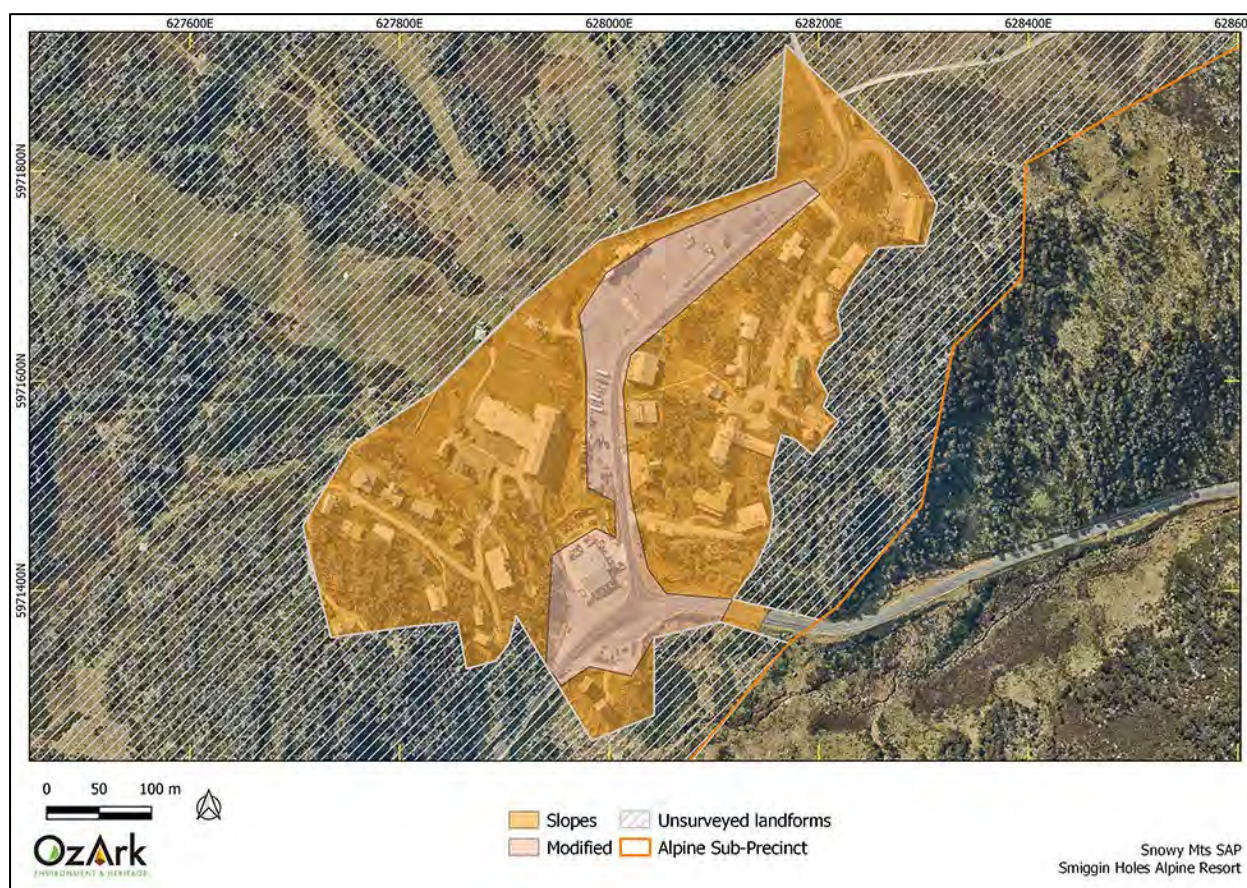 627600E 627800E 628000E 628200E 628400E 62860
5971800N
5971600N
5971400N
0 50 100 m
OzArk
ENVIRONMENT & HERITAGE
Slopes
Unsurveyed landforms
Modified
Alpine Sub-Precinct
Snowy Mts SAP
Smiggin Holes Alpine Resort